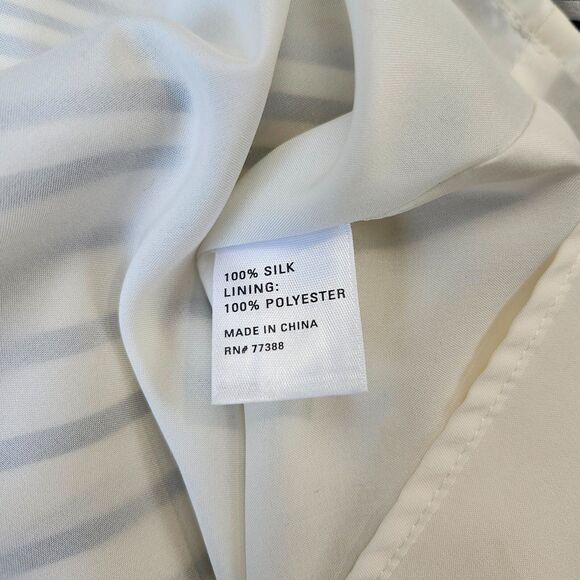 100% SILK
LINING:
100% POLYESTER
MADE IN CHINA
RN# 77388